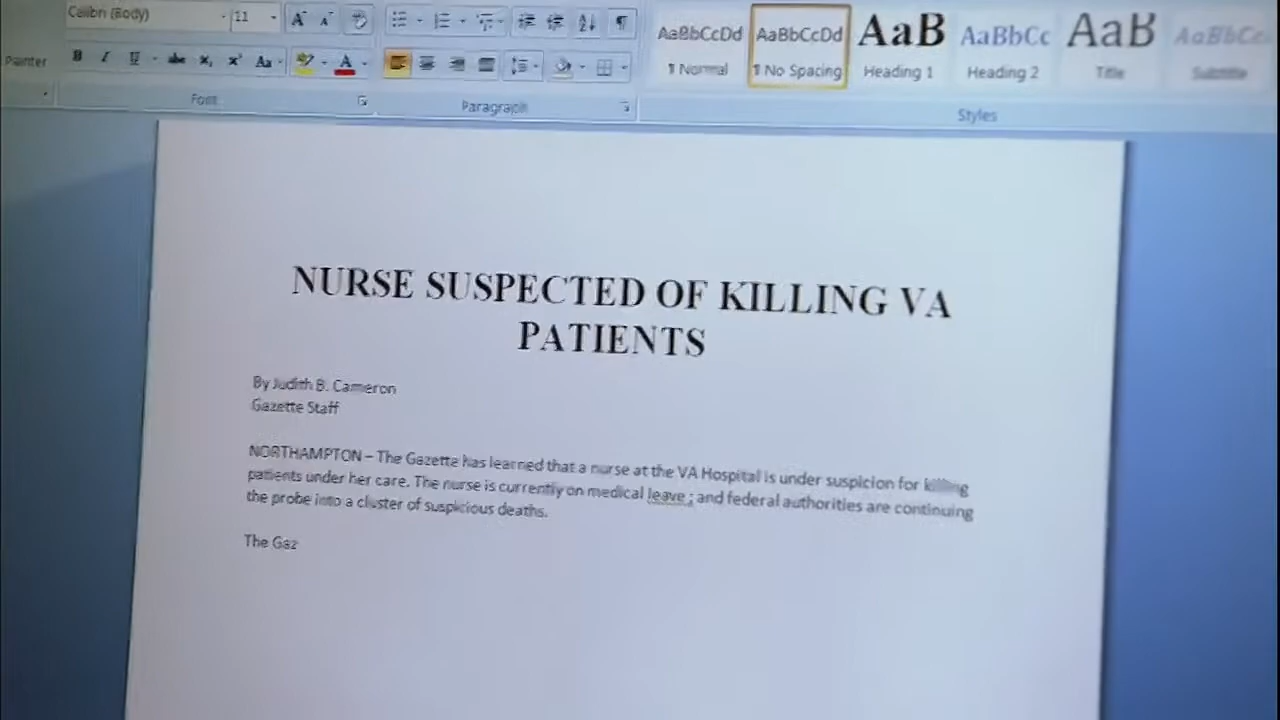 Calibri (Body) 11
Painter
Font Paragraph Styles
AaBbCcDd AaBbCcDd AaB AaBbCc AaB AaBbCc
¶ Normal ¶ No Spacing Heading 1 Heading 2 Title Subtitle
NURSE SUSPECTED OF KILLING VA
PATIENTS
By Judith B. Cameron
Gazette Staff
NORTHAMPTON – The Gazette has learned that a nurse at the VA Hospital is under suspicion for killing
patients under her care. The nurse is currently on medical leave ; and federal authorities are continuing
the probe into a cluster of suspicious deaths.
The Gaz